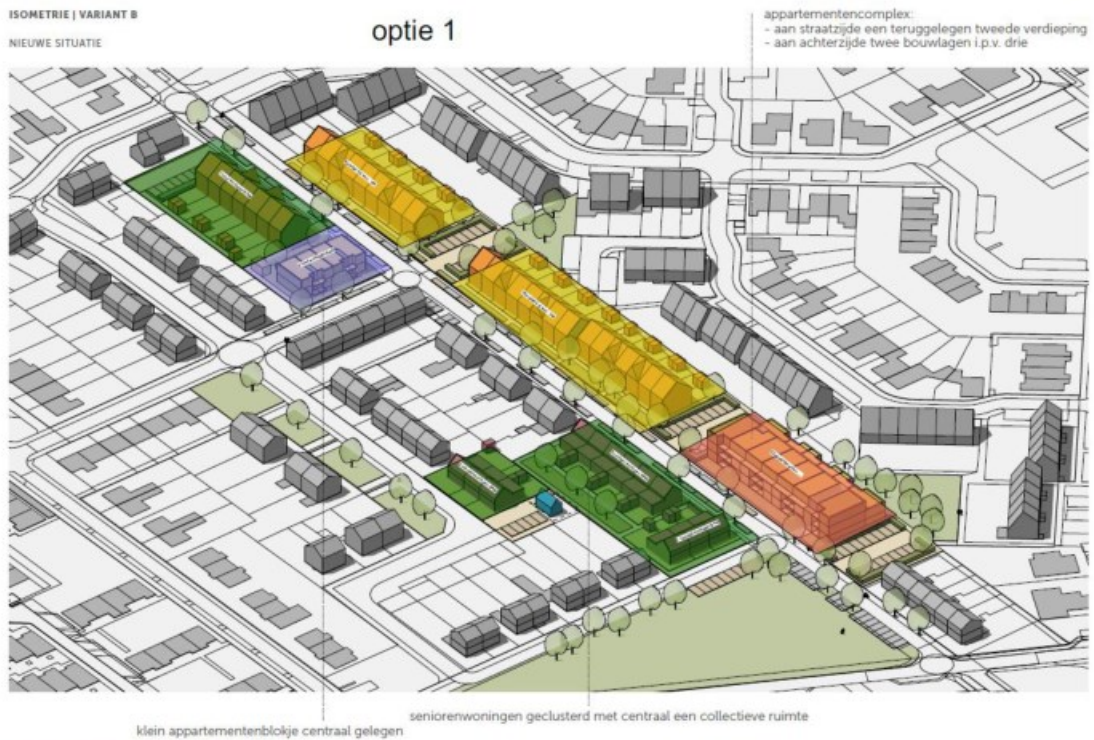 ISOMETRIE | VARIANT B
NIEUWE SITUATIE
optie 1
appartementencomplex:
- aan straatzijde een teruggelegen tweede verdieping
- aan achterzijde twee bouwlagen i.p.v. drie
seniorenwoningen geclusterd met centraal een collectieve ruimte
klein appartementenblokje centraal gelegen